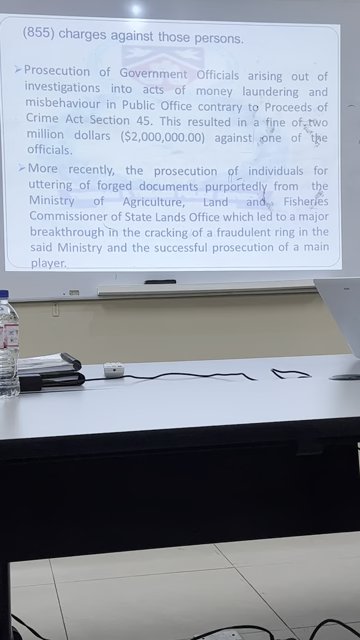 (855) charges against those persons.
➢Prosecution of Government Officials arising out of
investigations into acts of money laundering and
misbehaviour in Public Office contrary to Proceeds of
Crime Act Section 45. This resulted in a fine of two
million dollars ($2,000,000.00) against one of the
officials.
➢More recently, the prosecution of individuals for
uttering of forged documents purportedly from the
Ministry of Agriculture, Land and Fisheries
Commissioner of State Lands Office which led to a major
breakthrough in the cracking of a fraudulent ring in the
said Ministry and the successful prosecution of a main
player.